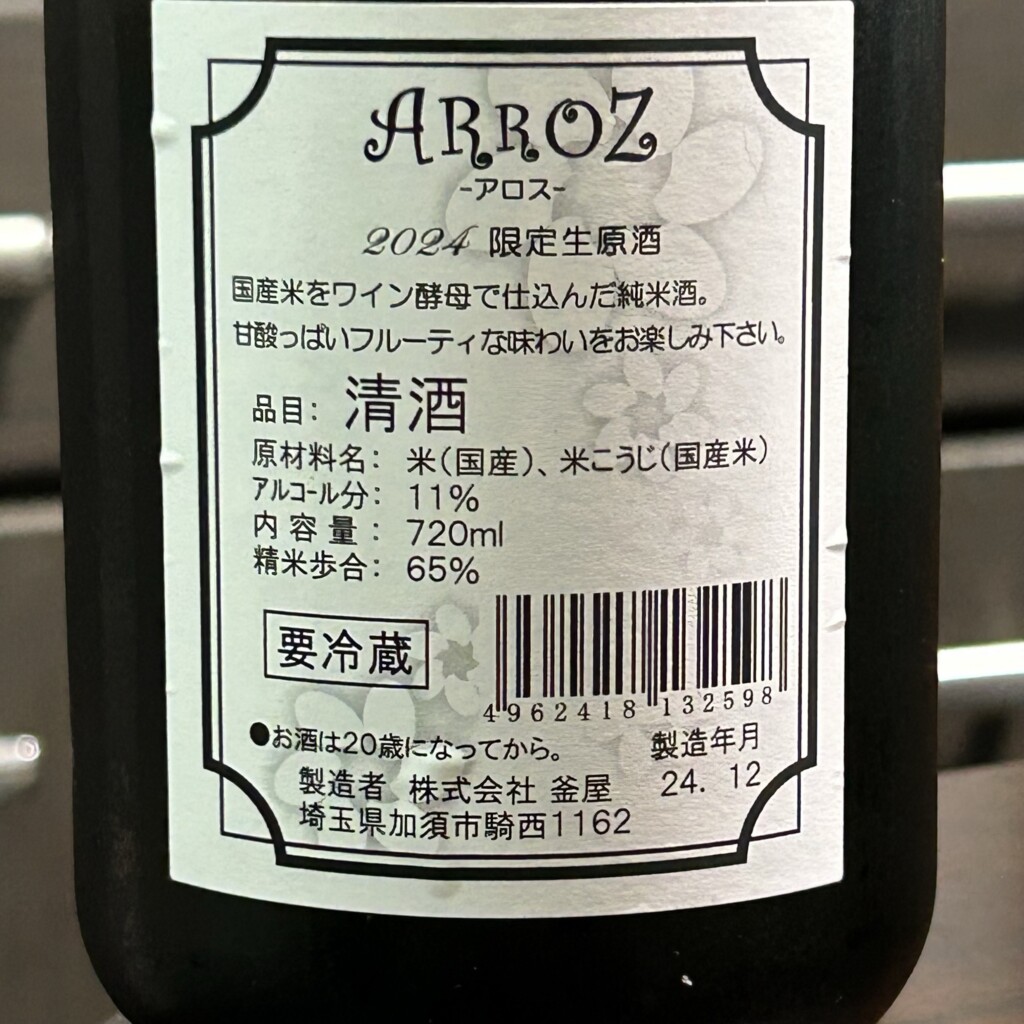 ARROZ
-アロス-
2024 限定生原酒
国産米をワイン酵母で仕込んだ純米酒。
甘酸っぱいフルーティな味わいをお楽しみ下さい。
品目: 清酒
原材料名: 米(国産)、米こうじ(国産米)
アルコール分: 11%
内容量: 720ml
精米歩合: 65%
要冷蔵
4962418132598
●お酒は20歳になってから。
製造年月
24. 12
製造者 株式会社 釜屋
埼玉県加須市騎西1162